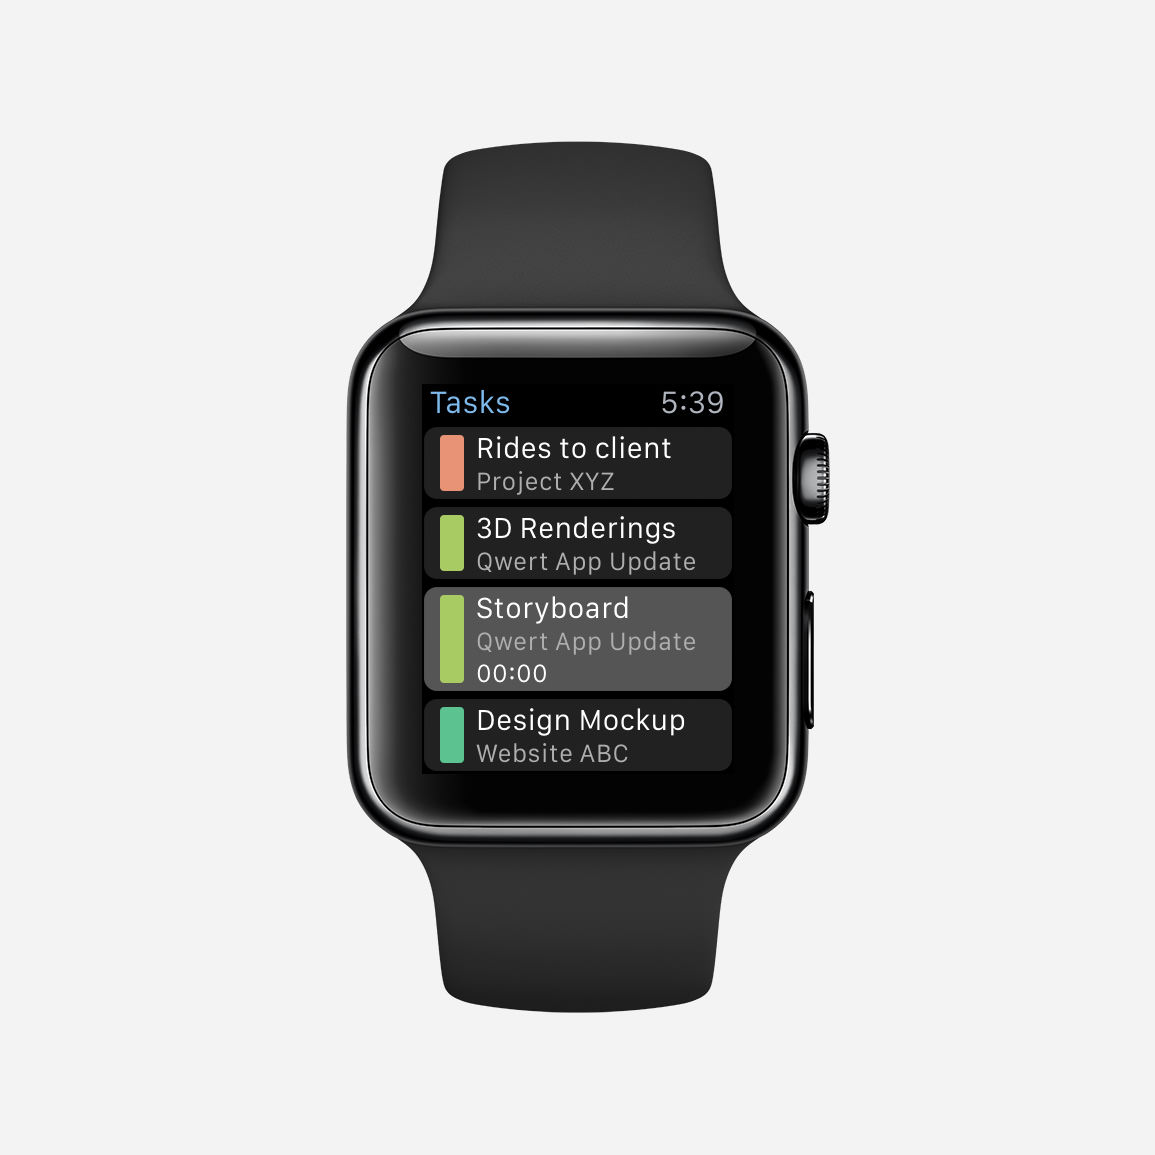 Tasks 5:39
Rides to client
Project XYZ
3D Renderings
Qwert App Update
Storyboard
Qwert App Update
00:00
Design Mockup
Website ABC